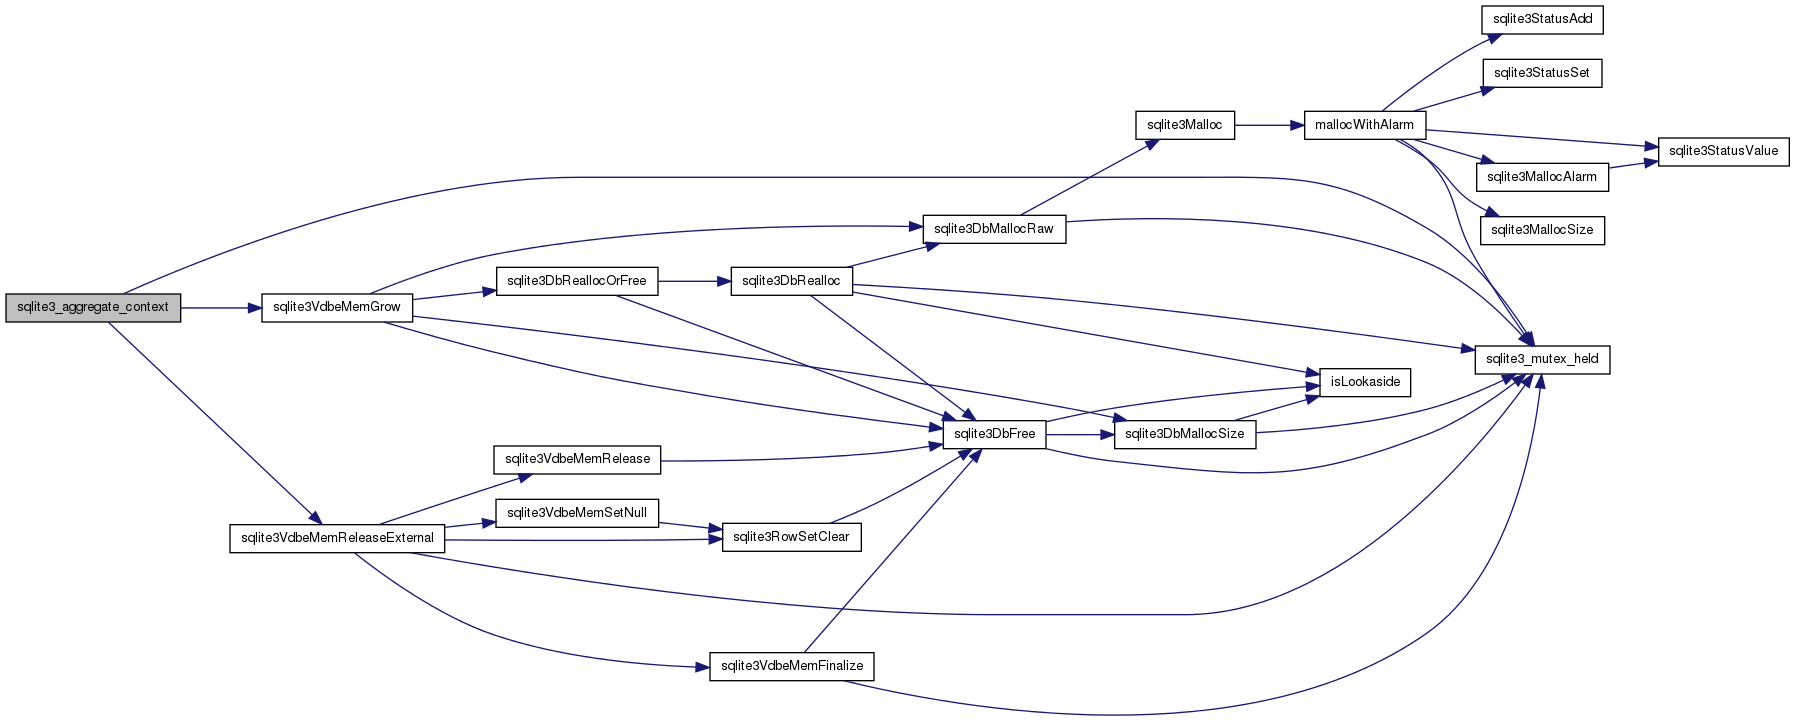 sqlite3StatusAdd
sqlite3StatusSet
sqlite3Malloc
mallocWithAlarm
sqlite3StatusValue
sqlite3MallocAlarm
sqlite3DbMallocRaw
sqlite3MallocSize
sqlite3DbReallocOrFree
sqlite3DbRealloc
sqlite3_aggregate_context
sqlite3VdbeMemGrow
sqlite3_mutex_held
isLookaside
sqlite3DbFree
sqlite3DbMallocSize
sqlite3VdbeMemRelease
sqlite3VdbeMemSetNull
sqlite3VdbeMemReleaseExternal
sqlite3RowSetClear
sqlite3VdbeMemFinalize